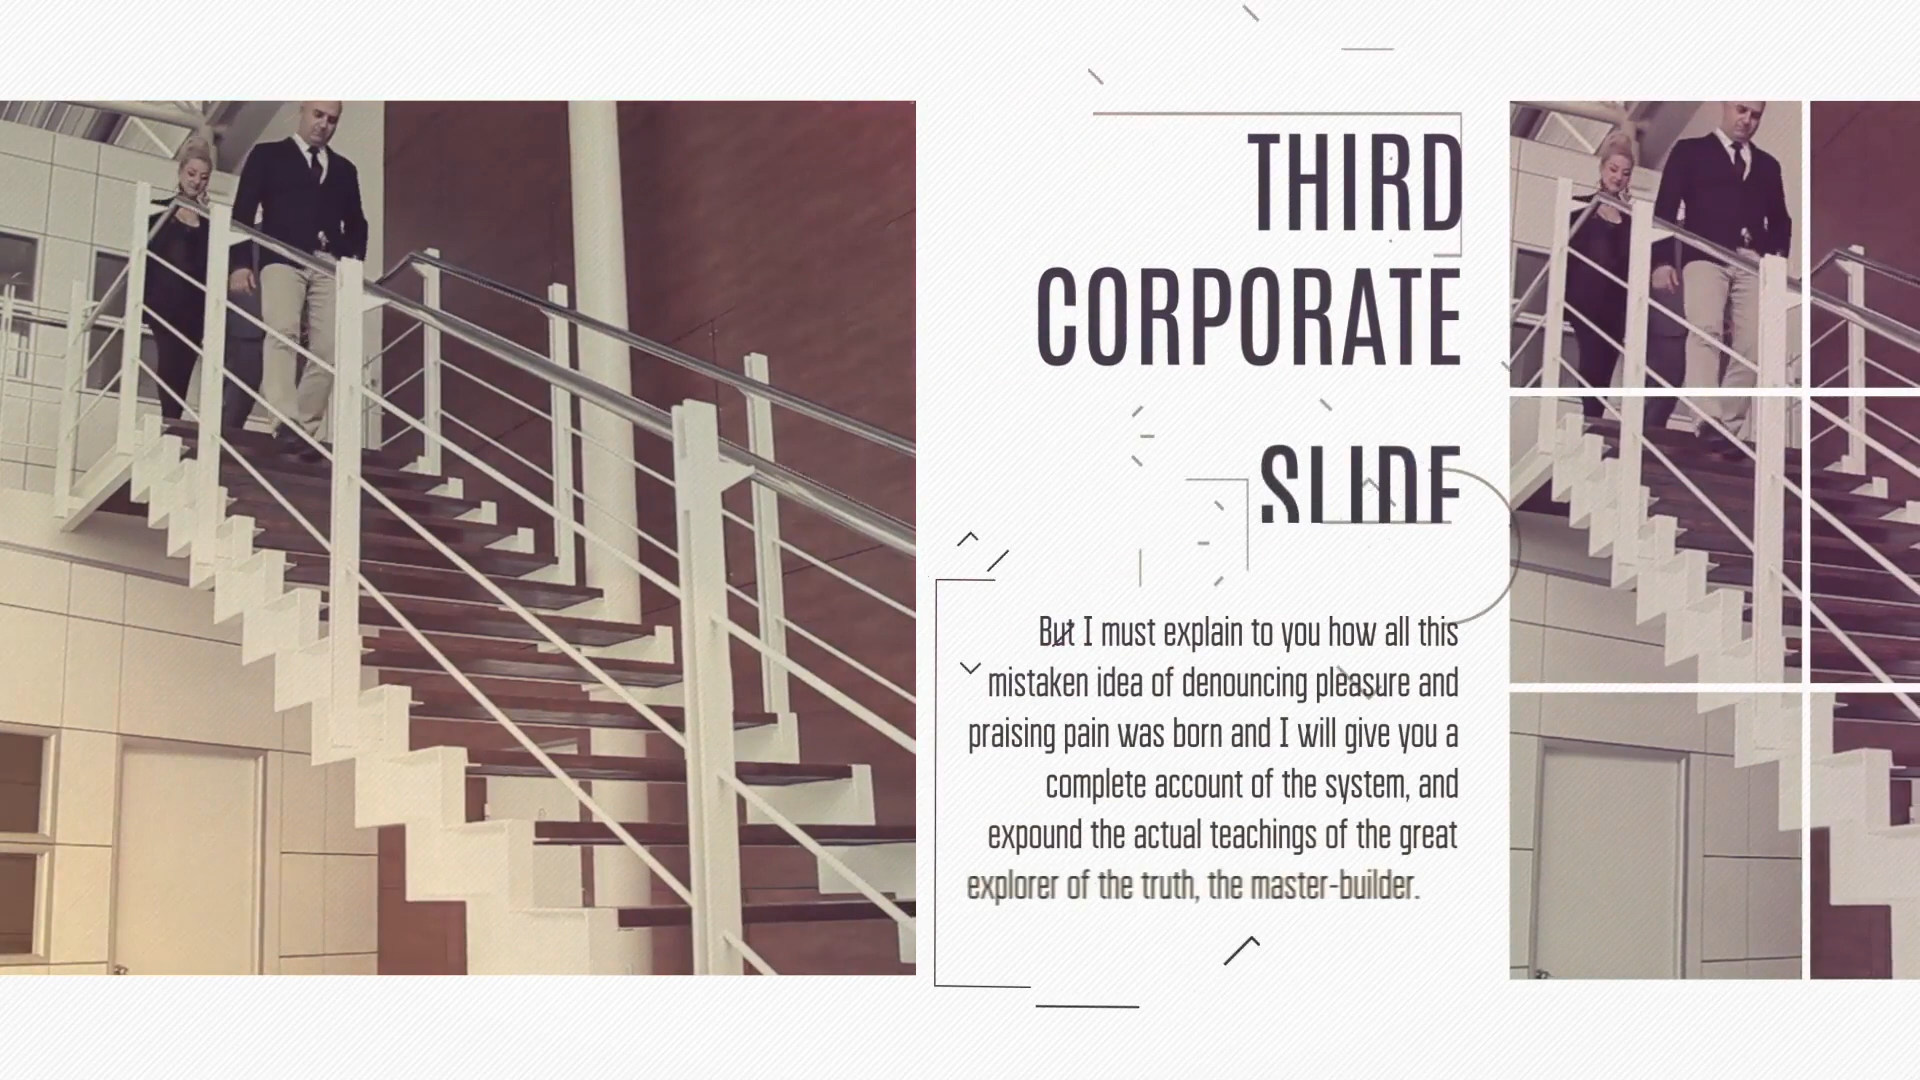 THIRD
CORPORATE
SLIDE
But I must explain to you how all this
mistaken idea of denouncing pleasure and
praising pain was born and I will give you a
complete account of the system, and
expound the actual teachings of the great
explorer of the truth, the master-builder.